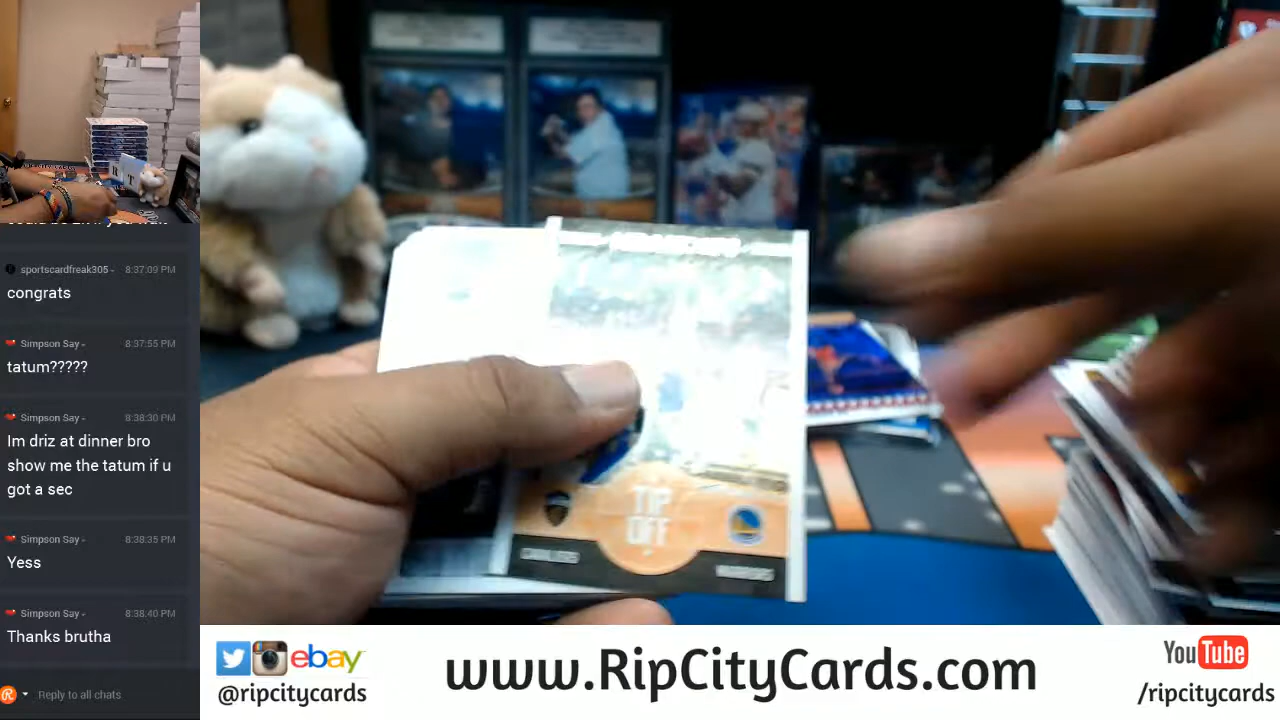 sportscardfreak305 - 8:37:09 PM
congrats
Simpson Say - 8:37:55 PM
tatum?????
Simpson Say - 8:38:30 PM
Im driz at dinner bro
show me the tatum if u
got a sec
Simpson Say - 8:38:35 PM
Yess
Simpson Say - 8:38:40 PM
Thanks brutha
Reply to all chats
TIP
OFF
CAVALIERS
WARRIORS
ebay
@ripcitycards
www.RipCityCards.com
YouTube
/ripcitycards